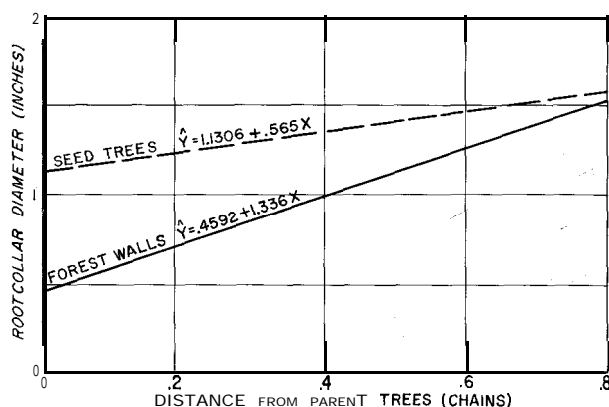 2
1
0
ROOTCOLLAR DIAMETER (INCHES)
SEED TREES Ŷ=1.1306 +.565X
FOREST WALLS Ŷ=.4592+1.336X
0 .2 .4 .6 .8
DISTANCE FROM PARENT TREES (CHAINS)